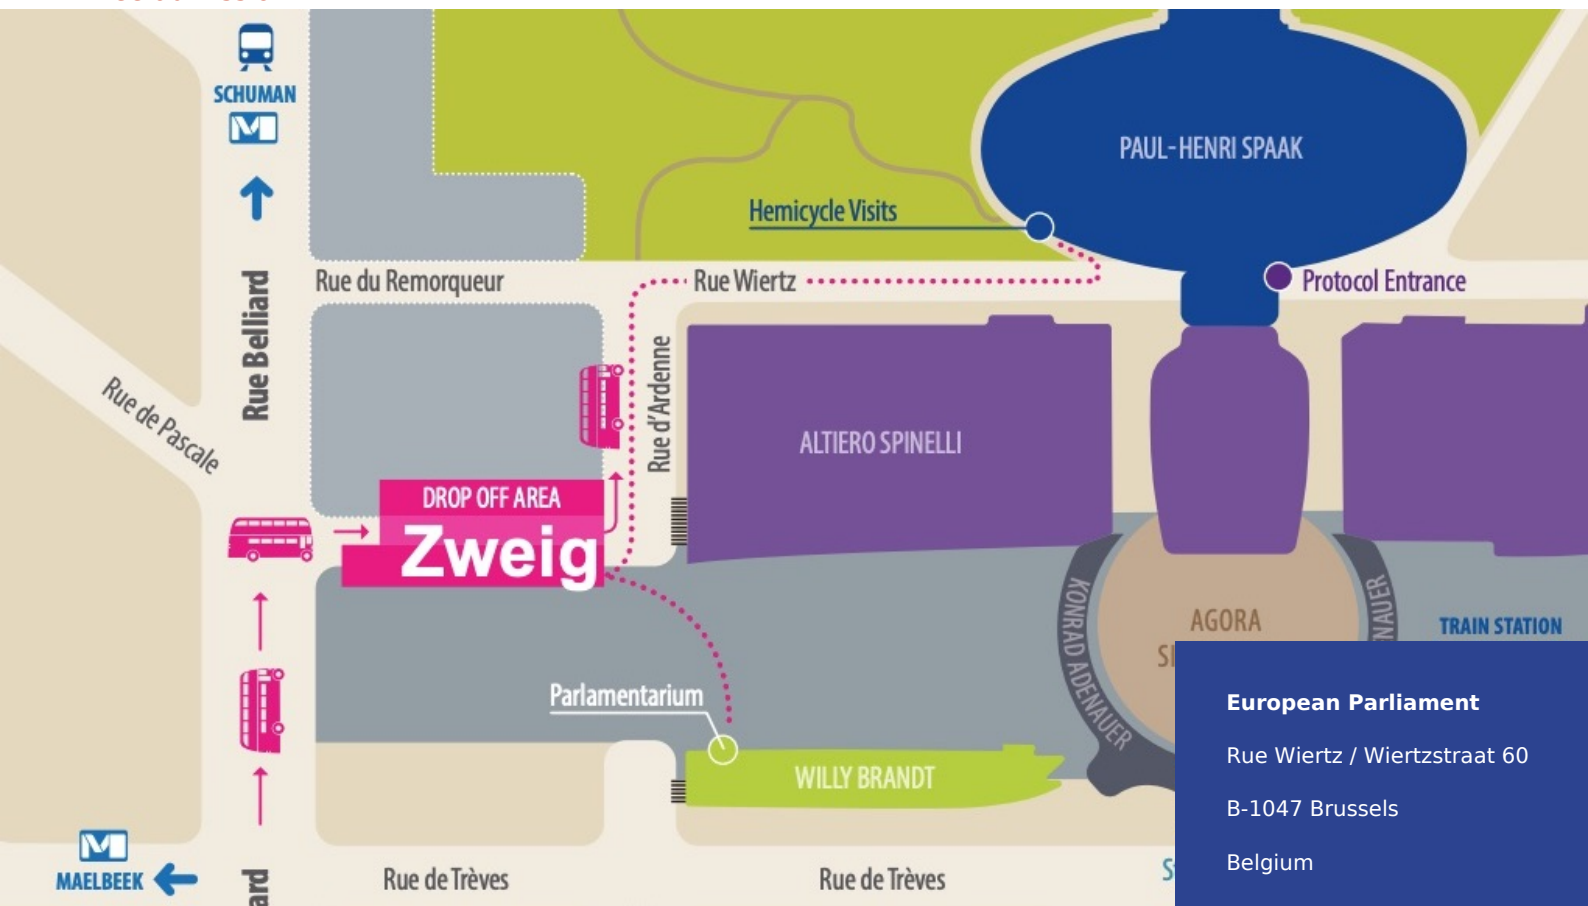 SCHUMAN
PAUL-HENRI SPAAK
Hemicycle Visits
Rue du Remorqueur
Rue Wiertz
Protocol Entrance
Rue Belliard
Rue de Pascale
Rue d'Ardenne
ALTIERO SPINELLI
DROP OFF AREA
Zweig
KONRAD ADENAUER
AGORA
TRAIN STATION
Parlamentarium
WILLY BRANDT
MAELBEEK
Rue de Trèves
Rue de Trèves
European Parliament
Rue Wiertz / Wiertzstraat 60
B-1047 Brussels
Belgium